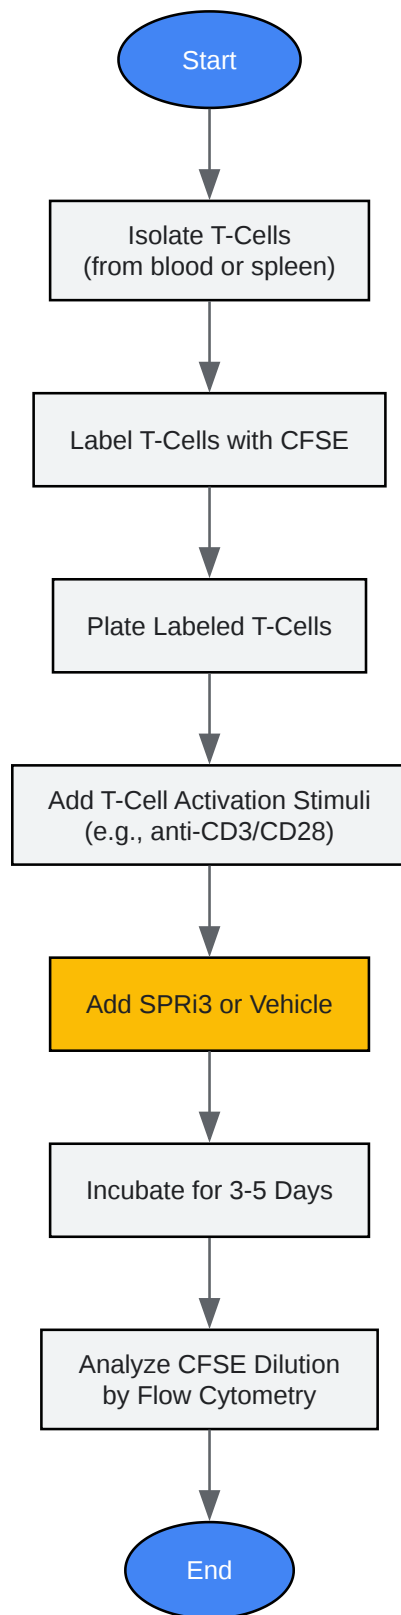 Start
Isolate T-Cells
(from blood or spleen)
Label T-Cells with CFSE
Plate Labeled T-Cells
Add T-Cell Activation Stimuli
(e.g., anti-CD3/CD28)
Add SPRi3 or Vehicle
Incubate for 3-5 Days
Analyze CFSE Dilution
by Flow Cytometry
End